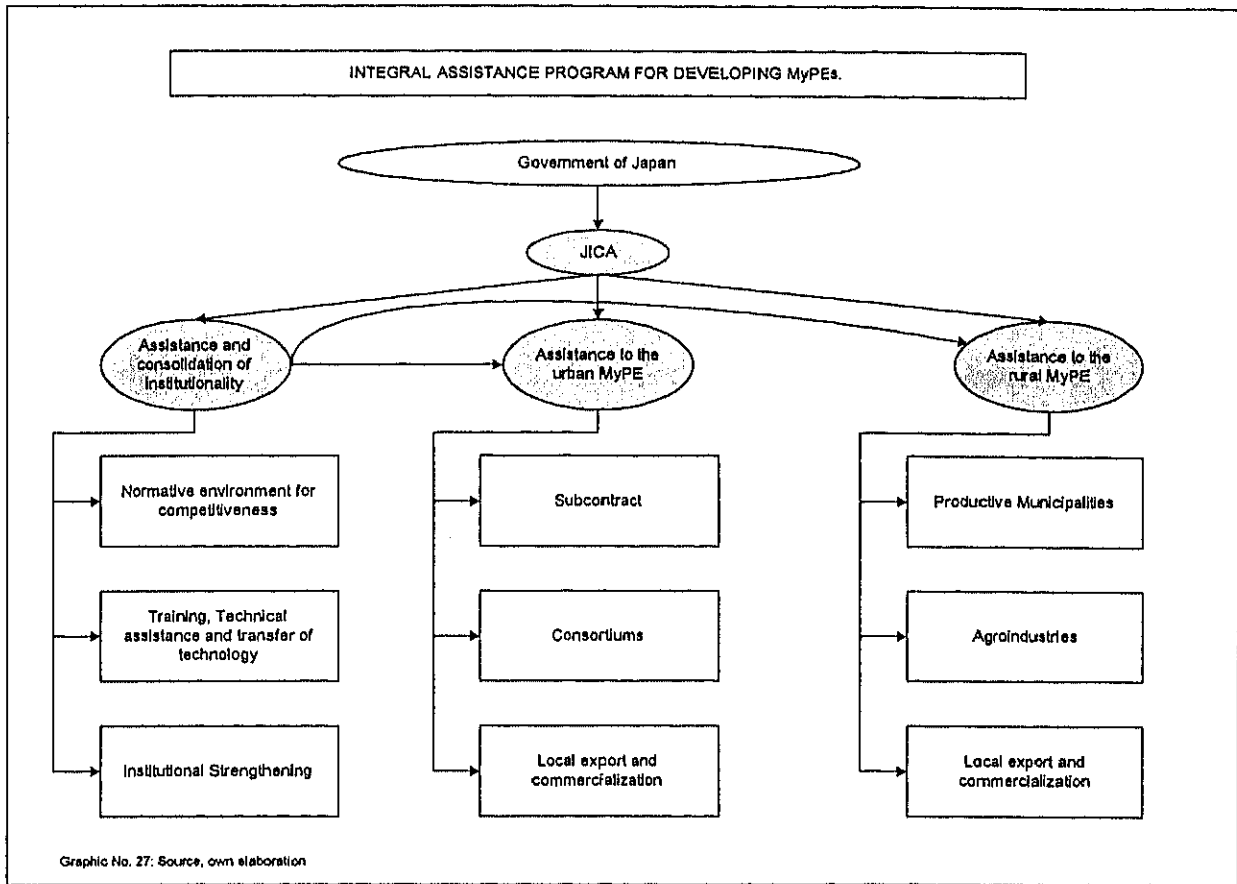 INTEGRAL ASSISTANCE PROGRAM FOR DEVELOPING MyPEs.
Government of Japan
JICA
Assistance and
consolidation of
institutionality
Assistance to the
urban MyPE
Assistance to the
rural MyPE
Normative environment for
competitiveness
Subcontract
Productive Municipalities
Training, Technical
assistance and transfer of
technology
Consortiums
Agroindustries
Institutional Strengthening
Local export and
commercialization
Local export and
commercialization
Graphic No. 27: Source, own elaboration